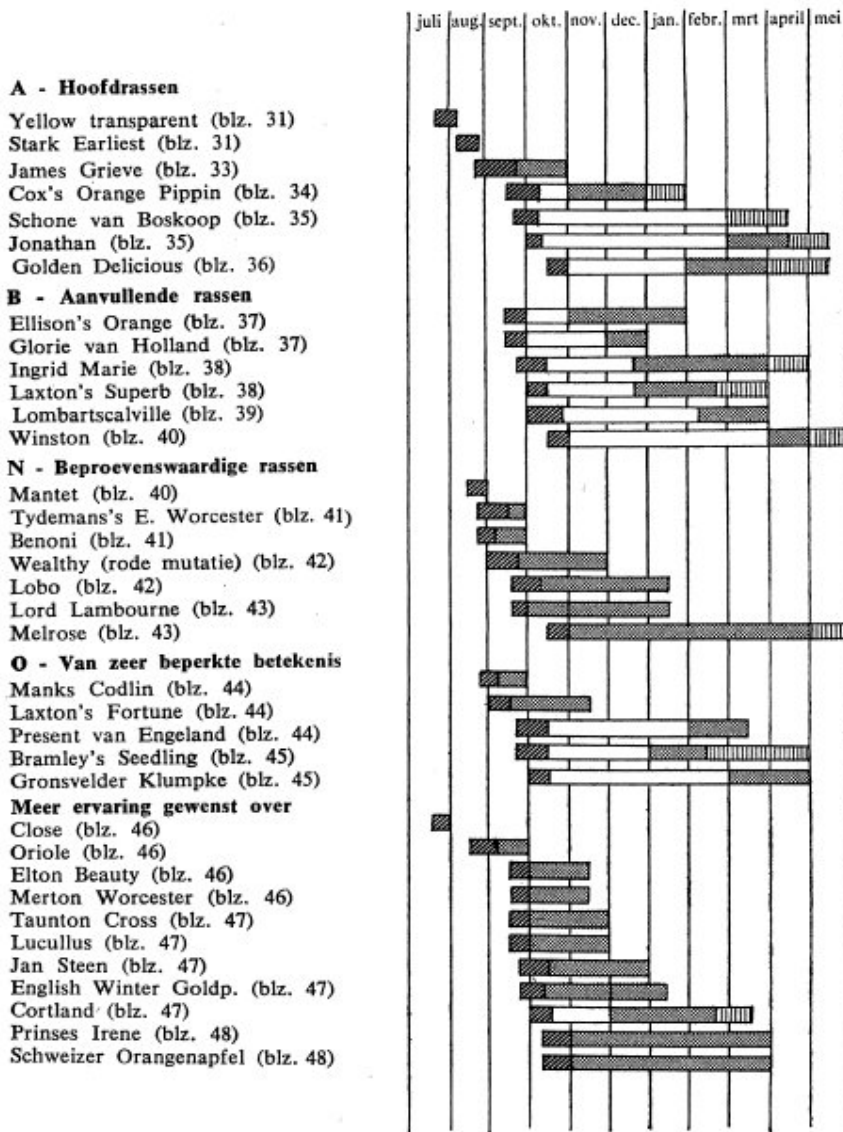 juli aug. sept. okt. nov. dec. jan. febr. mrt april mei
A - Hoofdrassen
Yellow transparent (blz. 31)
Stark Earliest (blz. 31)
James Grieve (blz. 33)
Cox's Orange Pippin (blz. 34)
Schone van Boskoop (blz. 35)
Jonathan (blz. 35)
Golden Delicious (blz. 36)
B - Aanvullende rassen
Ellison's Orange (blz. 37)
Glorie van Holland (blz. 37)
Ingrid Marie (blz. 38)
Laxton's Superb (blz. 38)
Lombartscalville (blz. 39)
Winston (blz. 40)
N - Beproevenswaardige rassen
Mantet (blz. 40)
Tydemans's E. Worcester (blz. 41)
Benoni (blz. 41)
Wealthy (rode mutatie) (blz. 42)
Lobo (blz. 42)
Lord Lambourne (blz. 43)
Melrose (blz. 43)
O - Van zeer beperkte betekenis
Manks Codlin (blz. 44)
Laxton's Fortune (blz. 44)
Present van Engeland (blz. 44)
Bramley's Seedling (blz. 45)
Gronsvelder Klumpke (blz. 45)
Meer ervaring gewenst over
Close (blz. 46)
Oriole (blz. 46)
Elton Beauty (blz. 46)
Merton Worcester (blz. 46)
Taunton Cross (blz. 47)
Lucullus (blz. 47)
Jan Steen (blz. 47)
English Winter Goldp. (blz. 47)
Cortland (blz. 47)
Prinses Irene (blz. 48)
Schweizer Orangenapfel (blz. 48)